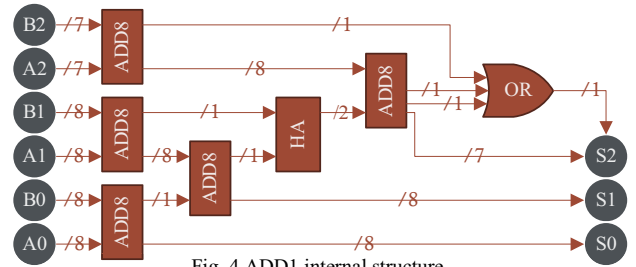 B2 /7 ADD8 /1
A2 /7 /8 ADD8 /1 OR /1
/1
B1 /8 ADD8 /1 HA /2
A1 /8 /8 ADD8 /1 /7 S2
B0 /8 ADD8 /1 /8 S1
A0 /8 /8 S0
Fig. 4 ADD1 internal structure